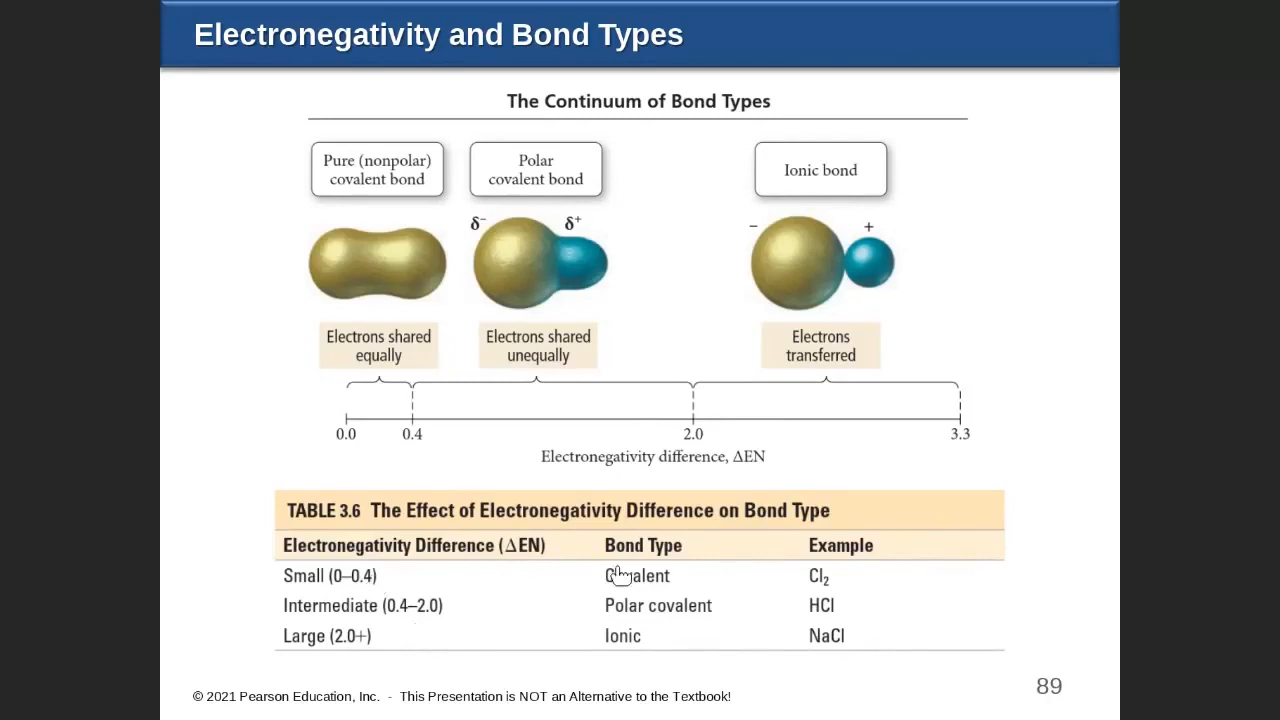 Electronegativity and Bond Types
The Continuum of Bond Types
Pure (nonpolar)
covalent bond
Polar
covalent bond
Ionic bond
δ⁻ δ⁺
− +
Electrons shared
equally
Electrons shared
unequally
Electrons
transferred
0.0 0.4 2.0 3.3
Electronegativity difference, ΔEN
TABLE 3.6 The Effect of Electronegativity Difference on Bond Type
Electronegativity Difference (ΔEN) Bond Type Example
Small (0–0.4) Covalent Cl₂
Intermediate (0.4–2.0) Polar covalent HCl
Large (2.0+) Ionic NaCl
© 2021 Pearson Education, Inc. - This Presentation is NOT an Alternative to the Textbook!
89